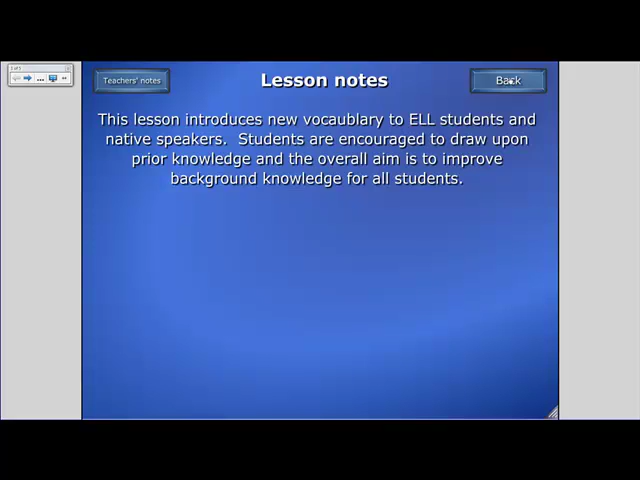 Teachers' notes
Lesson notes
Back
This lesson introduces new vocaublary to ELL students and
native speakers.  Students are encouraged to draw upon
prior knowledge and the overall aim is to improve
background knowledge for all students.